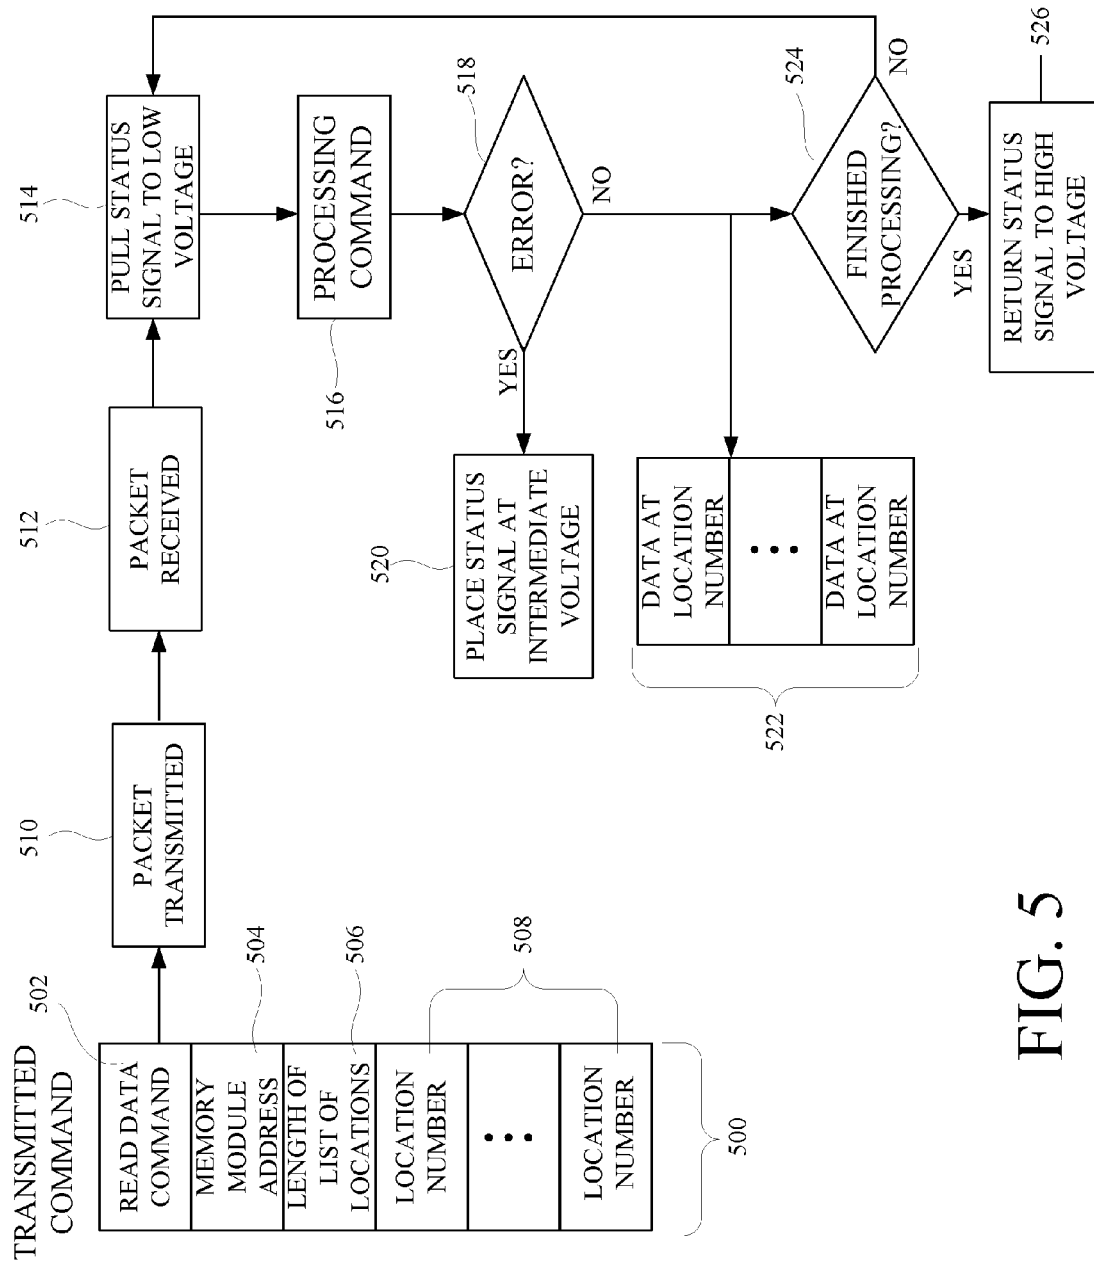 TRANSMITTED
COMMAND
502
READ DATA
COMMAND
504
MEMORY
MODULE
ADDRESS
506
LENGTH OF
LIST OF
LOCATIONS
508
LOCATION
NUMBER
• • •
LOCATION
NUMBER
500
510
PACKET
TRANSMITTED
512
PACKET
RECEIVED
514
PULL STATUS
SIGNAL TO LOW
VOLTAGE
516
PROCESSING
COMMAND
518
ERROR?
YES
NO
520
PLACE STATUS
SIGNAL AT
INTERMEDIATE
VOLTAGE
522
DATA AT
LOCATION
NUMBER
• • •
DATA AT
LOCATION
NUMBER
524
FINISHED
PROCESSING?
NO
YES
526
RETURN STATUS
SIGNAL TO HIGH
VOLTAGE
FIG. 5